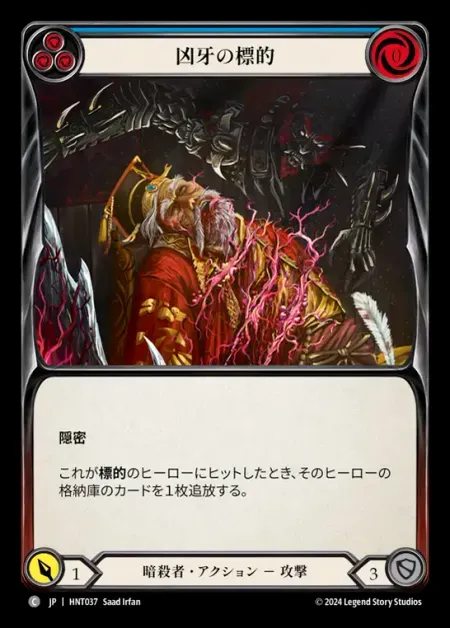 0
凶牙の標的
隠密
これが標的のヒーローにヒットしたとき、そのヒーローの
格納庫のカードを1枚追放する。
1
暗殺者・アクション － 攻撃
3
C JP | HNT037 Saad Irfan
© 2024 Legend Story Studios